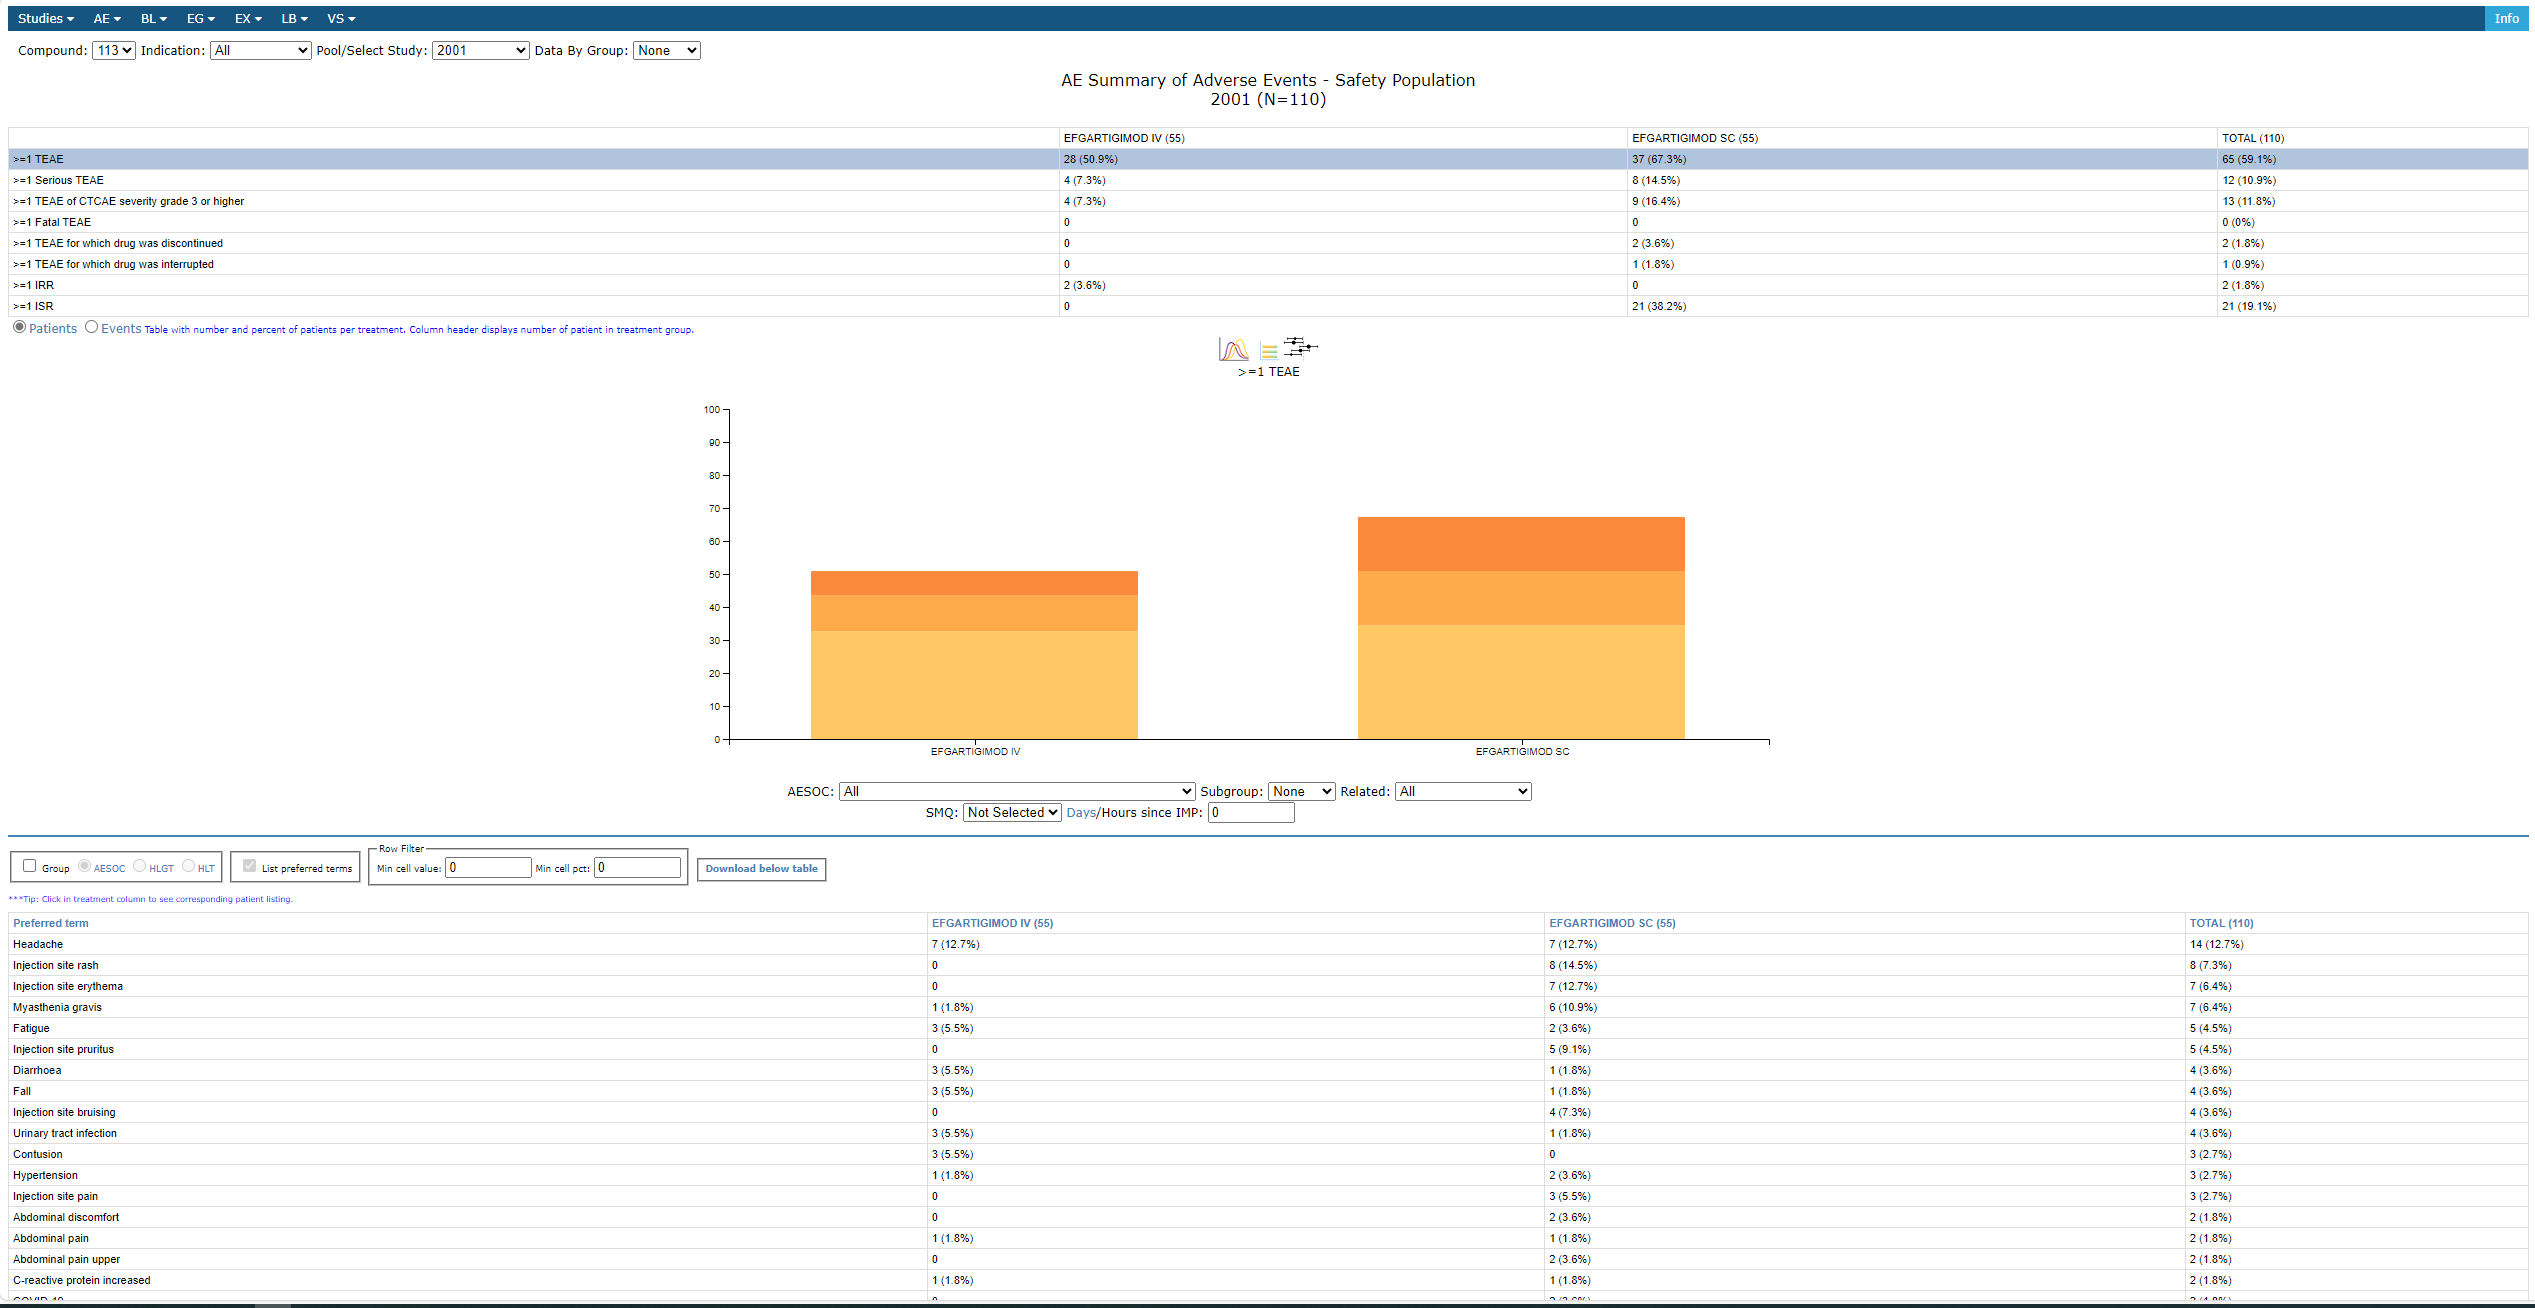 Studies AE BL EG EX LB VS Info
Compound: 113 Indication: All Pool/Select Study: 2001 Data By Group: None
AE Summary of Adverse Events - Safety Population
2001 (N=110)
EFGARTIGIMOD IV (55) EFGARTIGIMOD SC (55) TOTAL (110)
>=1 TEAE 28 (50.9%) 37 (67.3%) 65 (59.1%)
>=1 Serious TEAE 4 (7.3%) 8 (14.5%) 12 (10.9%)
>=1 TEAE of CTCAE severity grade 3 or higher 4 (7.3%) 9 (16.4%) 13 (11.8%)
>=1 Fatal TEAE 0 0 0 (0%)
>=1 TEAE for which drug was discontinued 0 2 (3.6%) 2 (1.8%)
>=1 TEAE for which drug was interrupted 0 1 (1.8%) 1 (0.9%)
>=1 IRR 2 (3.6%) 0 2 (1.8%)
>=1 ISR 0 21 (38.2%) 21 (19.1%)
Patients Events Table with number and percent of patients per treatment. Column header displays number of patient in treatment group.
>=1 TEAE
100
90
80
70
60
50
40
30
20
10
0
EFGARTIGIMOD IV EFGARTIGIMOD SC
AESOC: All Subgroup: None Related: All
SMQ: Not Selected Days/Hours since IMP: 0
Row Filter
Group AESOC HLGT HLT List preferred terms Min cell value: 0 Min cell pct: 0 Download below table
***Tip: Click in treatment column to see corresponding patient listing.
Preferred term EFGARTIGIMOD IV (55) EFGARTIGIMOD SC (55) TOTAL (110)
Headache 7 (12.7%) 7 (12.7%) 14 (12.7%)
Injection site rash 0 8 (14.5%) 8 (7.3%)
Injection site erythema 0 7 (12.7%) 7 (6.4%)
Myasthenia gravis 1 (1.8%) 6 (10.9%) 7 (6.4%)
Fatigue 3 (5.5%) 2 (3.6%) 5 (4.5%)
Injection site pruritus 0 5 (9.1%) 5 (4.5%)
Diarrhoea 3 (5.5%) 1 (1.8%) 4 (3.6%)
Fall 3 (5.5%) 1 (1.8%) 4 (3.6%)
Injection site bruising 0 4 (7.3%) 4 (3.6%)
Urinary tract infection 3 (5.5%) 1 (1.8%) 4 (3.6%)
Contusion 3 (5.5%) 0 3 (2.7%)
Hypertension 1 (1.8%) 2 (3.6%) 3 (2.7%)
Injection site pain 0 3 (5.5%) 3 (2.7%)
Abdominal discomfort 0 2 (3.6%) 2 (1.8%)
Abdominal pain 1 (1.8%) 1 (1.8%) 2 (1.8%)
Abdominal pain upper 0 2 (3.6%) 2 (1.8%)
C-reactive protein increased 1 (1.8%) 1 (1.8%) 2 (1.8%)